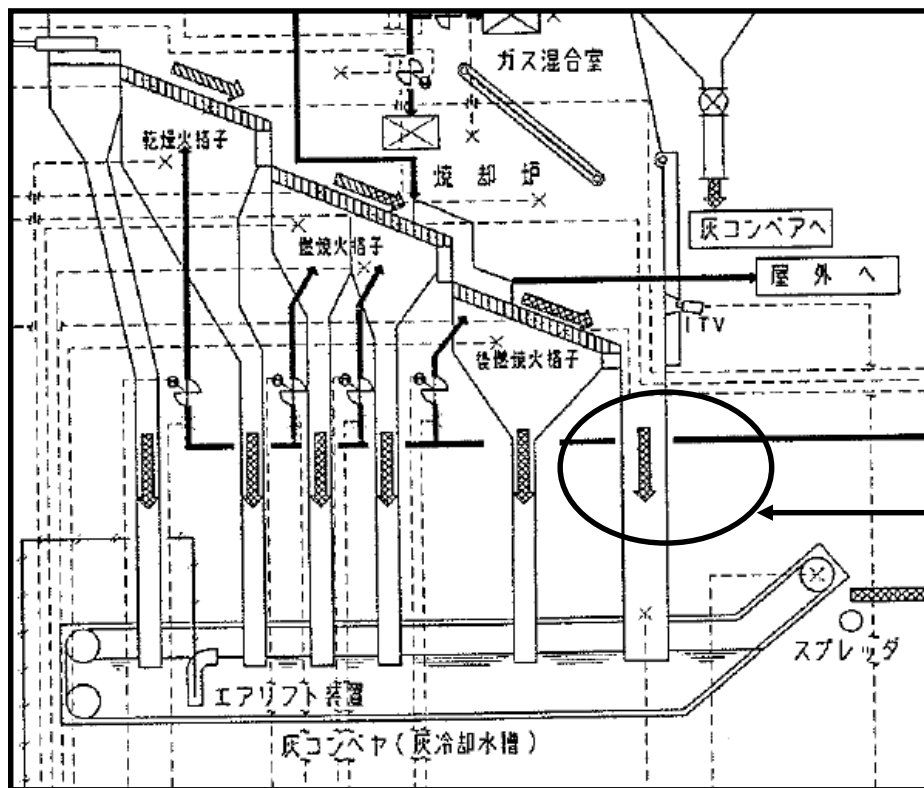 ガス混合室
乾燥火格子
焼却炉
灰コンベアへ
燃焼火格子
屋外へ
ITV
後燃焼火格子
スプレッダ
エアリフト装置
灰コンベヤ(灰冷却水槽)